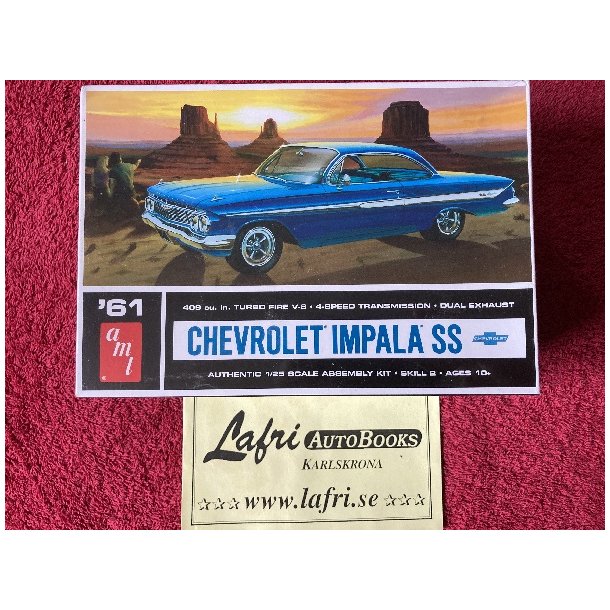 '61
409 cu. in. TURBO FIRE V-8 • 4-SPEED TRANSMISSION • DUAL EXHAUST
amt
CHEVROLET IMPALA SS CHEVROLET
AUTHENTIC 1/25 SCALE ASSEMBLY KIT • SKILL 2 • AGES 10+
Lafri AUTOBOOKS
KARLSKRONA
☆☆☆ www.lafri.se ☆☆☆